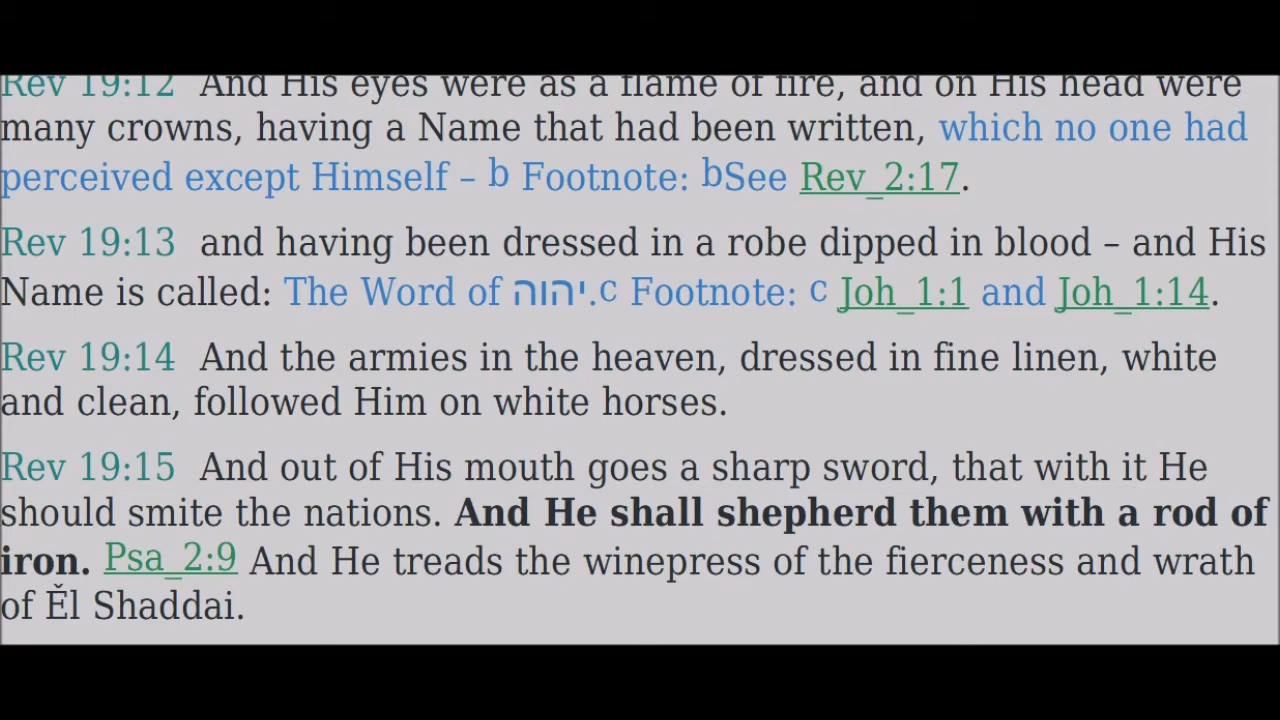 Rev 19:12 And His eyes were as a flame of fire, and on His head were
many crowns, having a Name that had been written, which no one had
perceived except Himself – b Footnote: bSee Rev_2:17.
Rev 19:13 and having been dressed in a robe dipped in blood – and His
Name is called: The Word of יהוה.c Footnote: c Joh_1:1 and Joh_1:14.
Rev 19:14 And the armies in the heaven, dressed in fine linen, white
and clean, followed Him on white horses.
Rev 19:15 And out of His mouth goes a sharp sword, that with it He
should smite the nations. And He shall shepherd them with a rod of
iron. Psa_2:9 And He treads the winepress of the fierceness and wrath
of Ěl Shaddai.